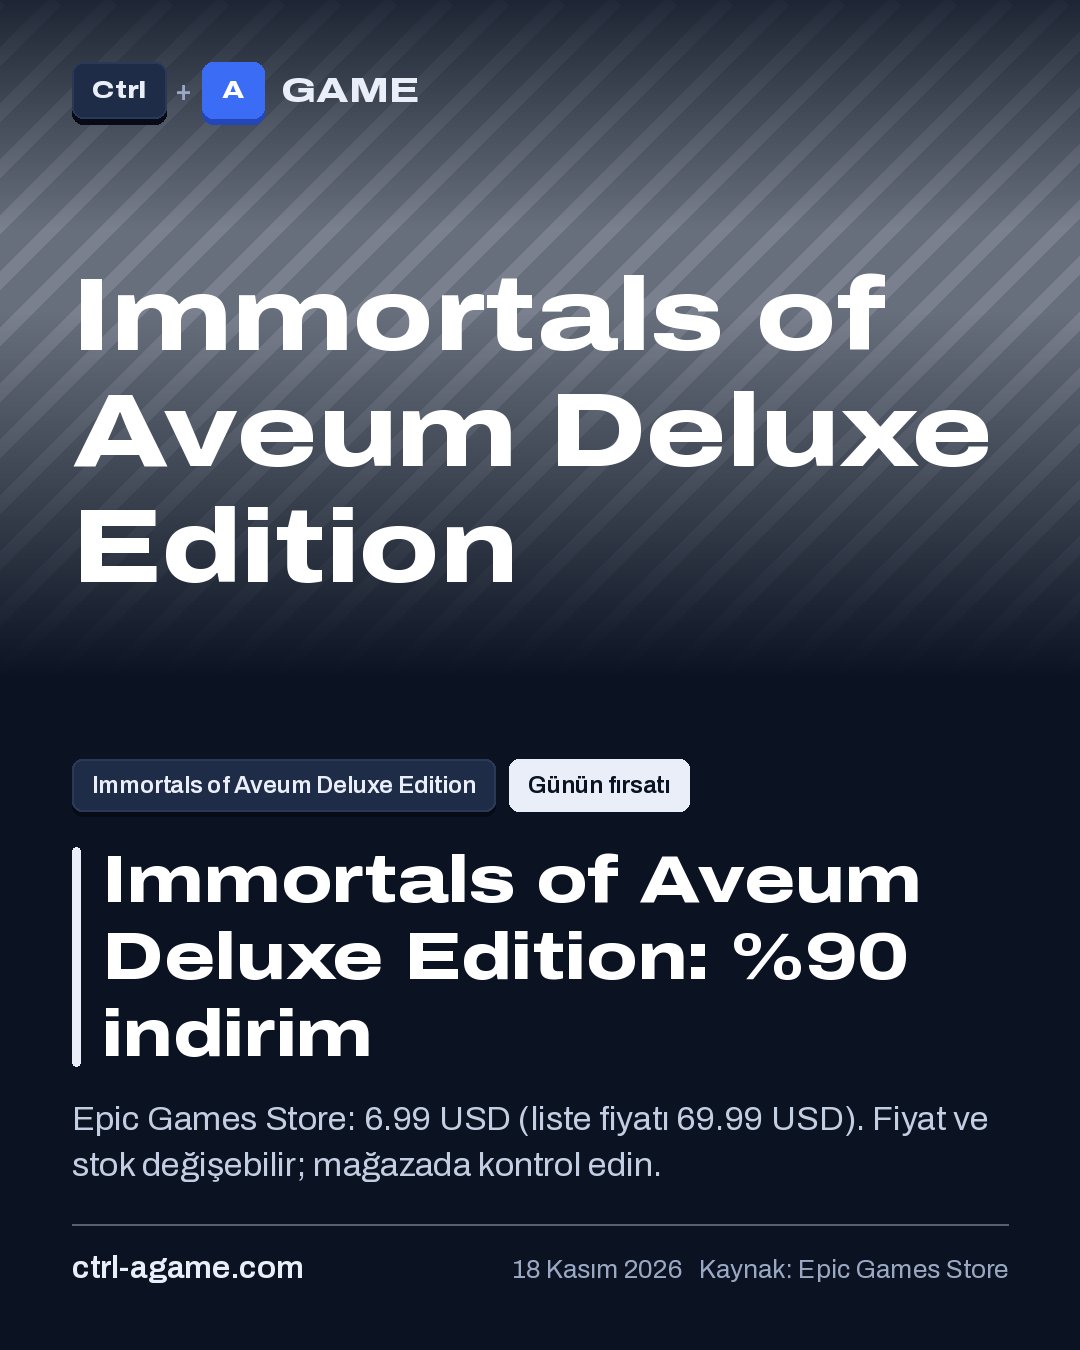 Ctrl + A GAME
Immortals of
Aveum Deluxe
Edition
Immortals of Aveum Deluxe Edition Günün fırsatı
Immortals of Aveum
Deluxe Edition: %90
indirim
Epic Games Store: 6.99 USD (liste fiyatı 69.99 USD). Fiyat ve
stok değişebilir; mağazada kontrol edin.
ctrl-agame.com 18 Kasım 2026 Kaynak: Epic Games Store